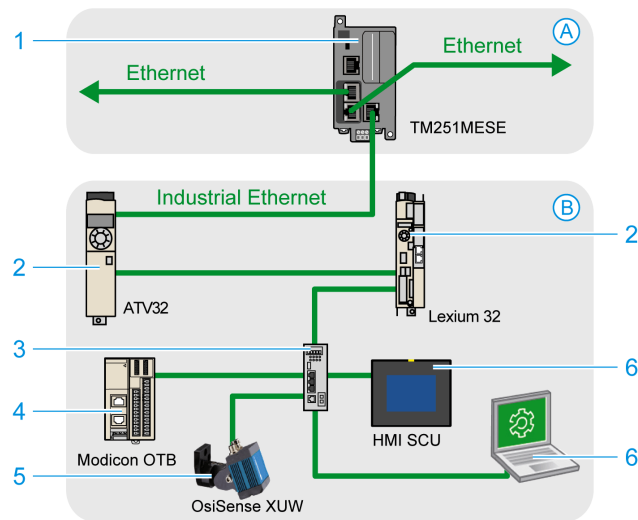 1
A
Ethernet
Ethernet
TM251MESE
Industrial Ethernet
B
2
2
ATV32
Lexium 32
3
4
6
HMI SCU
Modicon OTB
6
5
OsiSense XUW